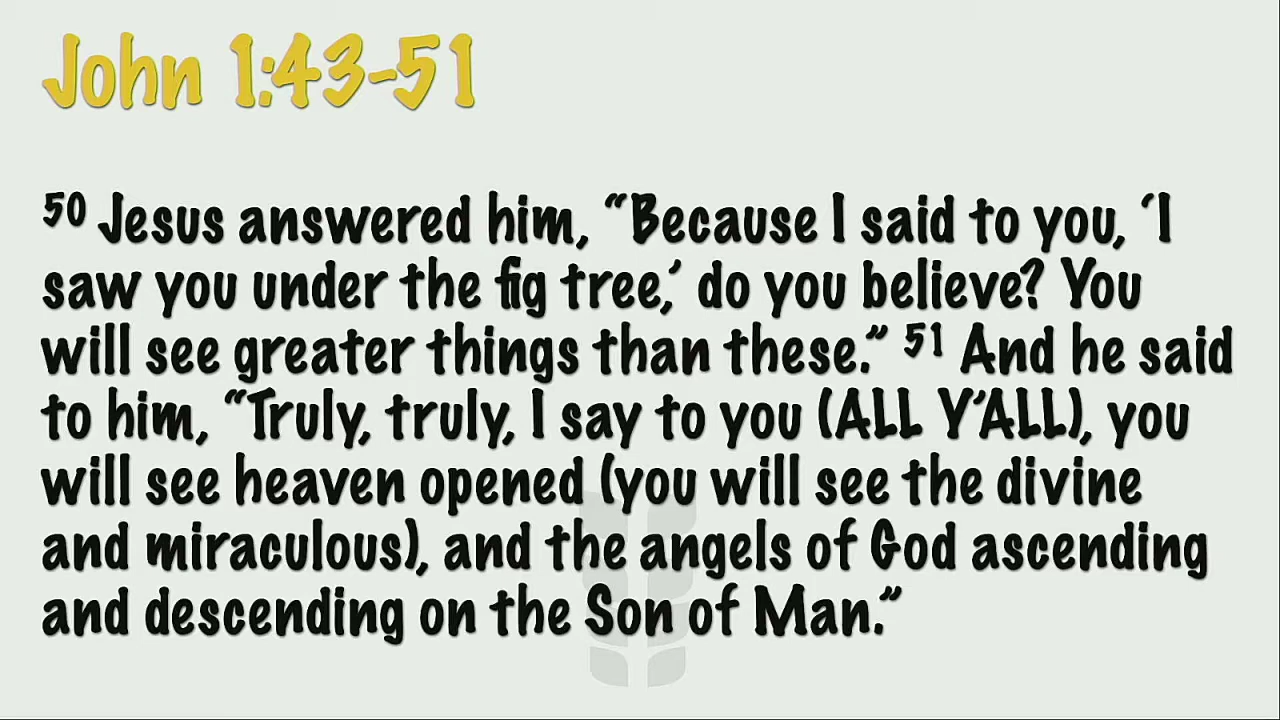 John 1:43-51
50 Jesus answered him, “Because I said to you, ‘I
saw you under the fig tree,’ do you believe? You
will see greater things than these.” 51 And he said
to him, “Truly, truly, I say to you (ALL Y’ALL), you
will see heaven opened (you will see the divine
and miraculous), and the angels of God ascending
and descending on the Son of Man.”